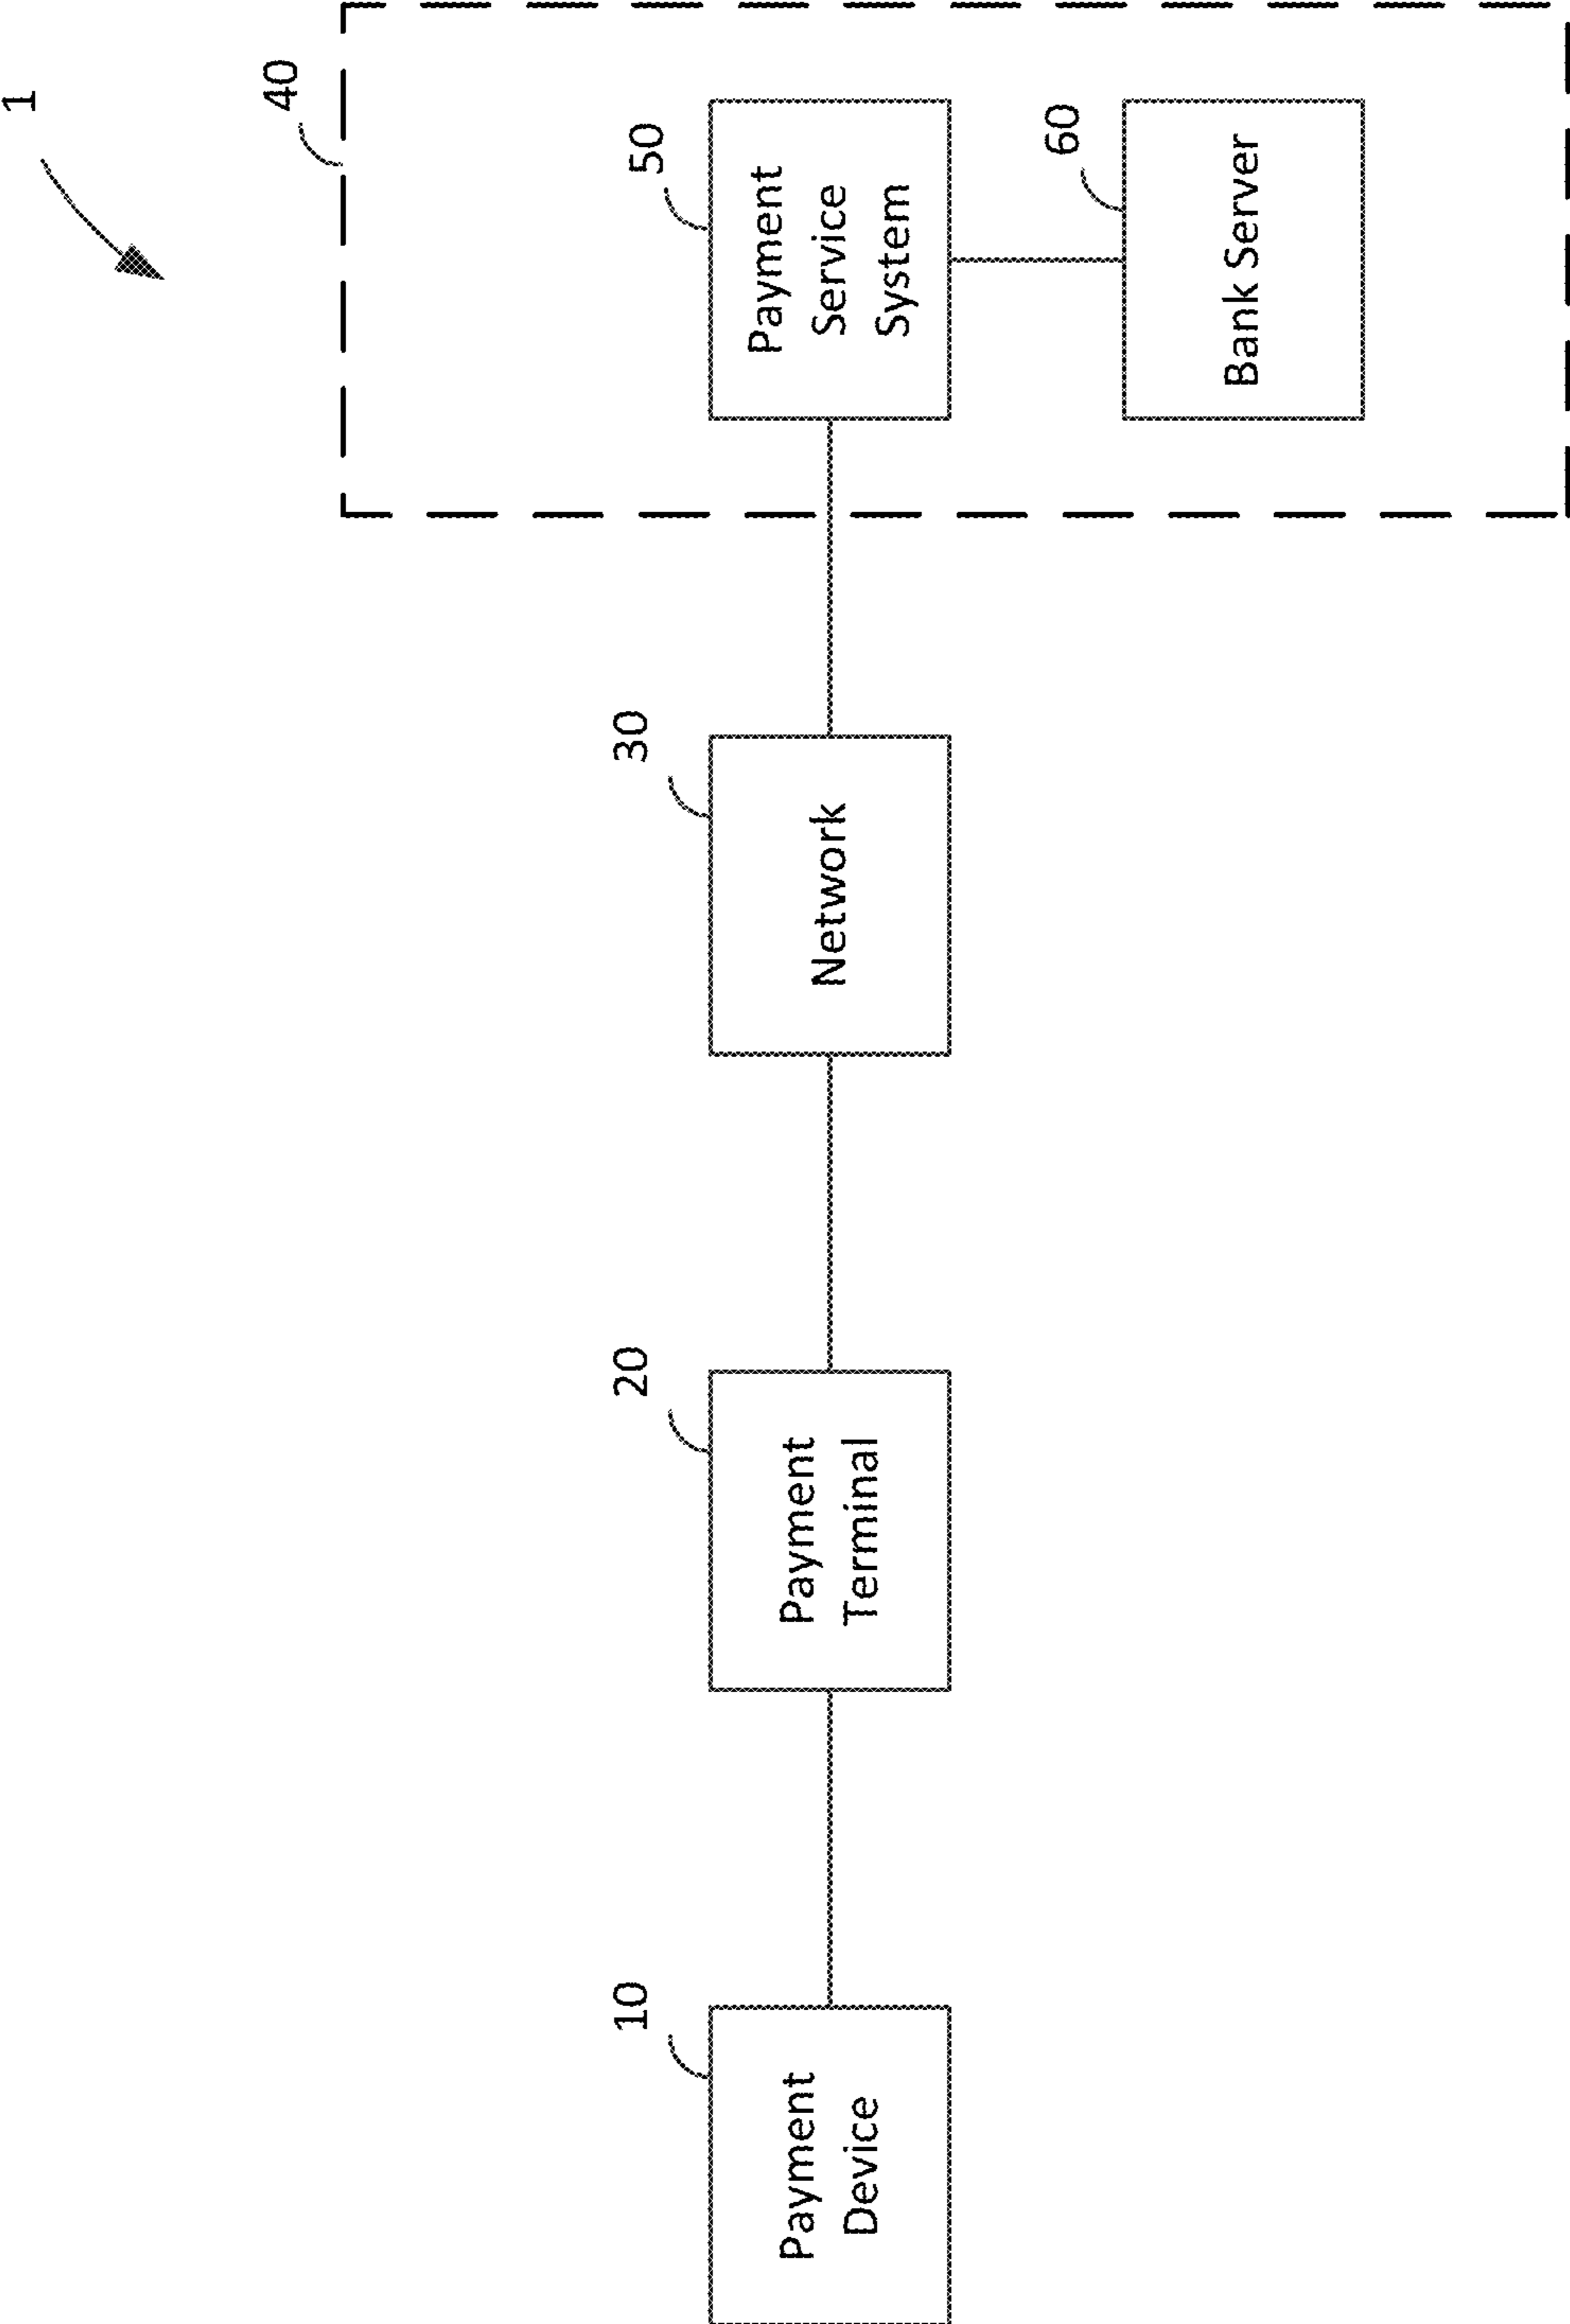 1
40
10
Payment
Device
20
Payment
Terminal
30
Network
50
Payment
Service
System
60
Bank Server